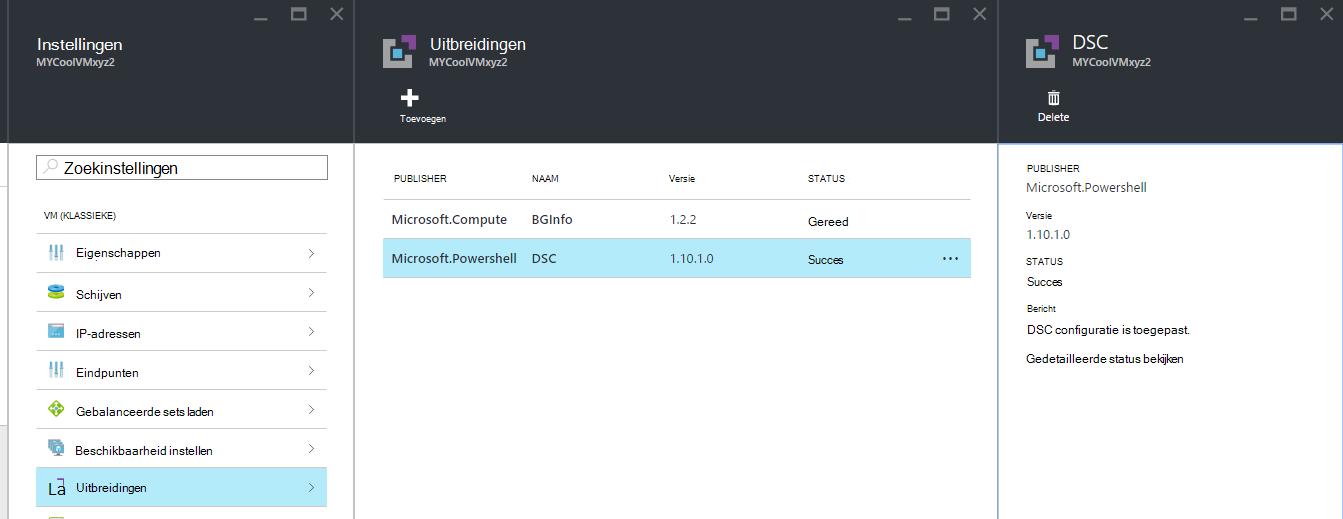 Instellingen
MYCoolVMxyz2
Zoekinstellingen
VM (KLASSIEKE)
Eigenschappen
Schijven
IP-adressen
Eindpunten
Gebalanceerde sets laden
Beschikbaarheid instellen
La Uitbreidingen
Uitbreidingen
MYCoolVMxyz2
Toevoegen
PUBLISHER NAAM Versie STATUS
Microsoft.Compute BGInfo 1.2.2 Gereed
Microsoft.Powershell DSC 1.10.1.0 Succes ...
DSC
MYCoolVMxyz2
Delete
PUBLISHER
Microsoft.Powershell
Versie
1.10.1.0
STATUS
Succes
Bericht
DSC configuratie is toegepast.
Gedetailleerde status bekijken